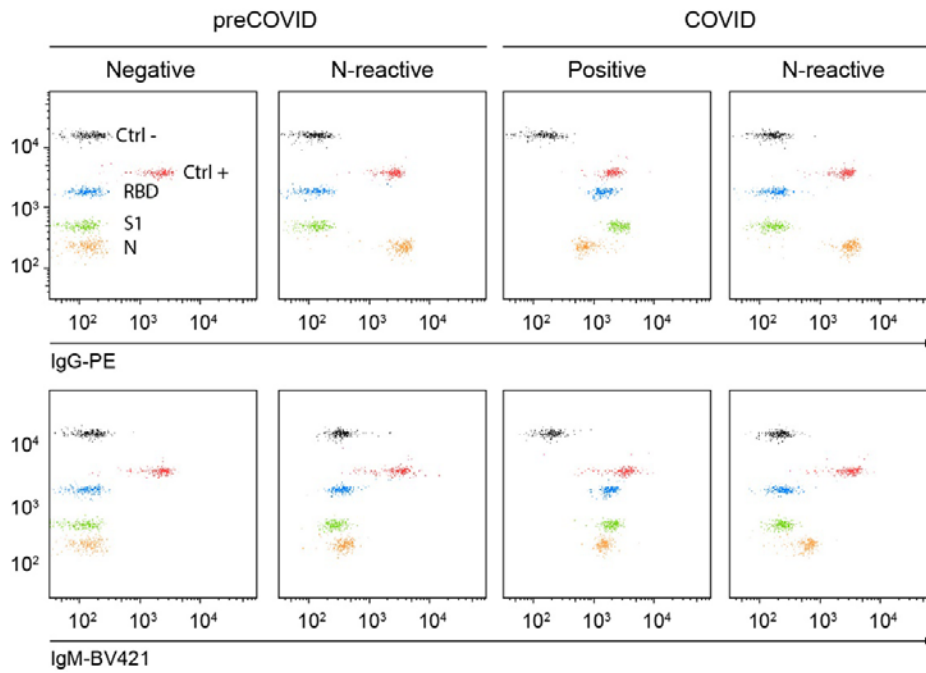 preCOVID COVID
Negative N-reactive Positive N-reactive
Ctrl -
10⁴
Ctrl +
RBD
10³
S1
N
10²
10² 10³ 10⁴ 10² 10³ 10⁴ 10² 10³ 10⁴ 10² 10³ 10⁴
IgG-PE
10⁴
10³
10²
10² 10³ 10⁴ 10² 10³ 10⁴ 10² 10³ 10⁴ 10² 10³ 10⁴
IgM-BV421